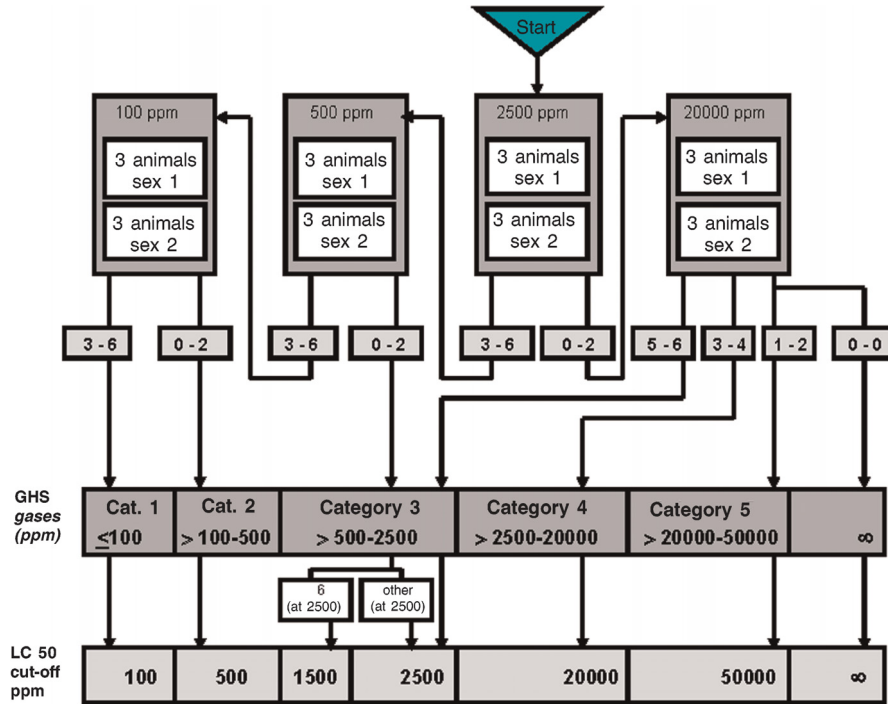 Start
100 ppm
500 ppm
2500 ppm
20000 ppm
3 animals
sex 1
3 animals
sex 1
3 animals
sex 1
3 animals
sex 1
3 animals
sex 2
3 animals
sex 2
3 animals
sex 2
3 animals
sex 2
3 - 6
0 - 2
3 - 6
0 - 2
3 - 6
0 - 2
5 - 6
3 - 4
1 - 2
0 - 0
GHS
gases
(ppm)
Cat. 1
≤100
Cat. 2
> 100-500
Category 3
> 500-2500
Category 4
> 2500-20000
Category 5
> 20000-50000
∞
6
(at 2500)
other
(at 2500)
LC 50
cut-off
ppm
100
500
1500
2500
20000
50000
∞